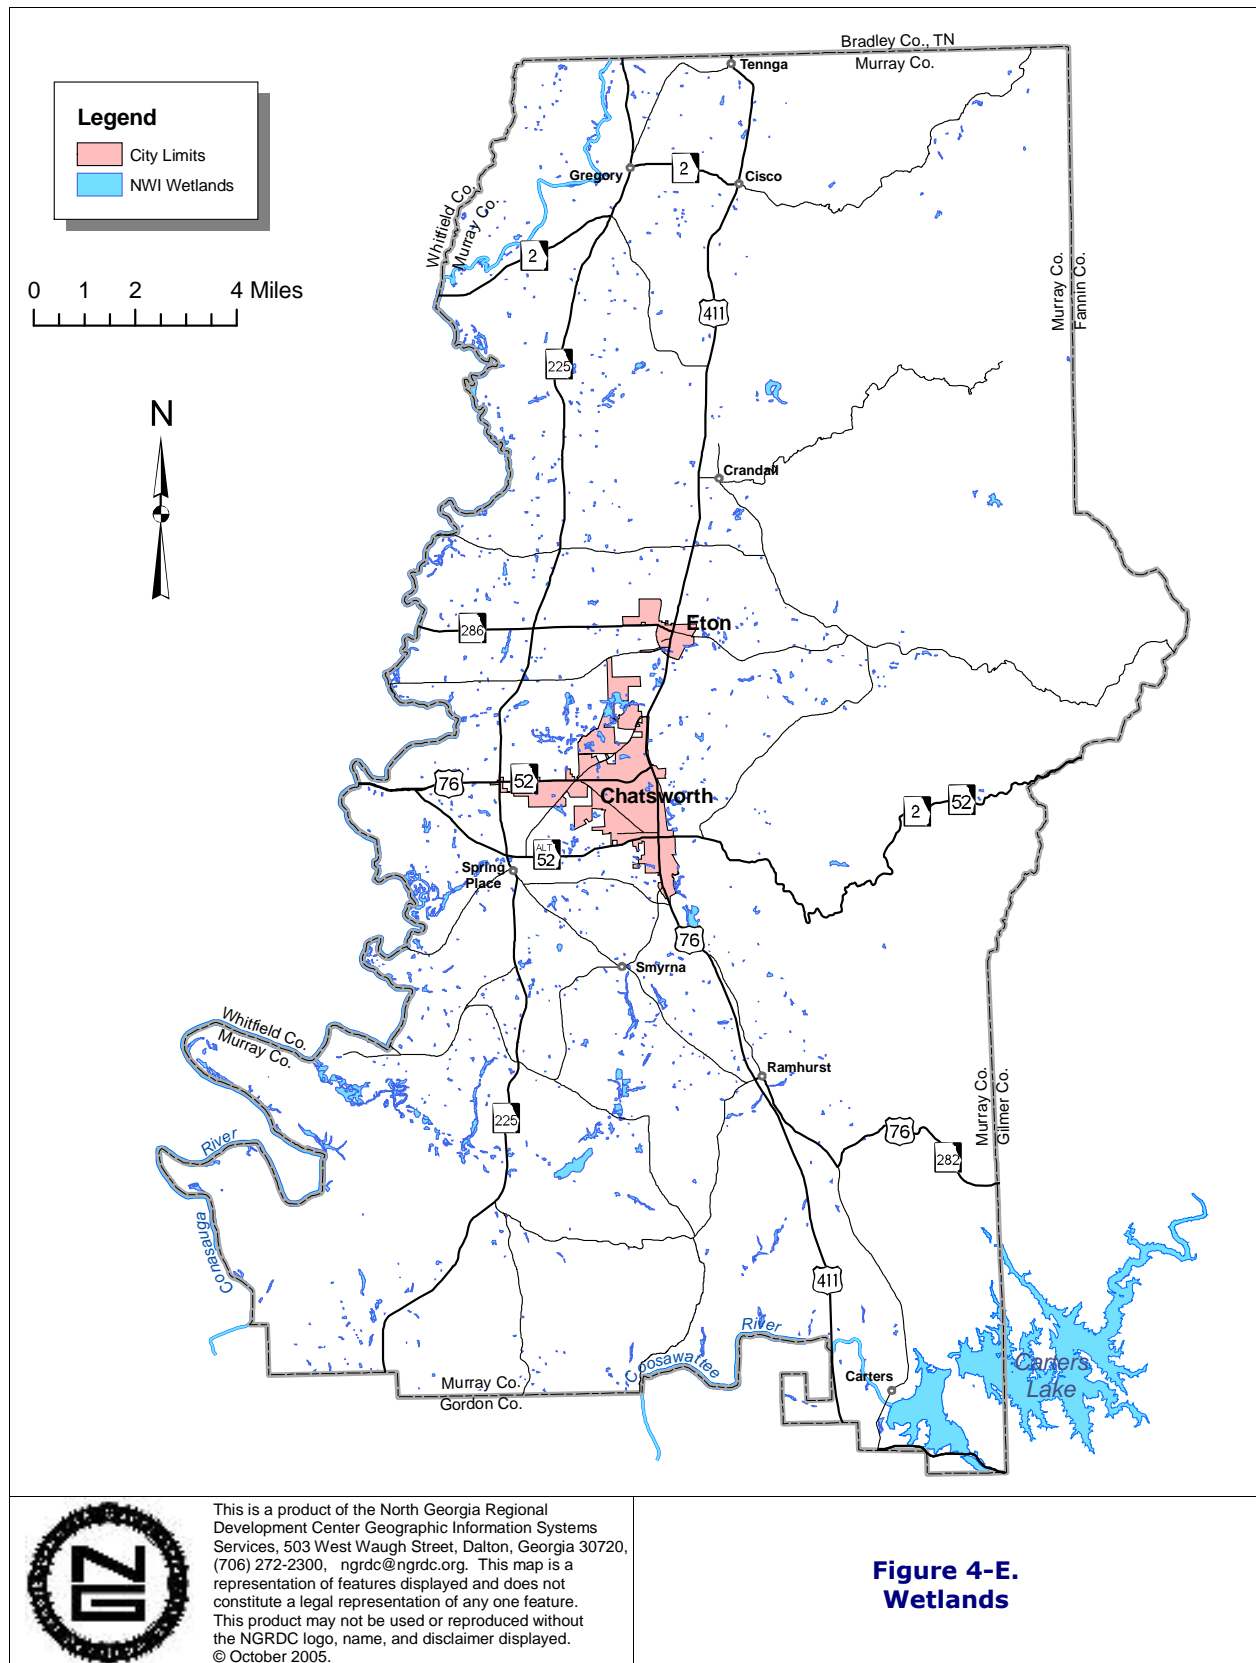 Bradley Co., TN
Murray Co.
Tennga
Legend
City Limits
NWI Wetlands
Gregory
2
Cisco
Whitfield Co.
Murray Co.
2
0 1 2 4 Miles
411
Murray Co.
Fannin Co.
225
N
Crandall
286
Eton
76
52
Chatsworth
2
52
ALT
52
Spring
Place
76
Smyrna
Whitfield Co.
Murray Co.
Ramhurst
225
76
282
Murray Co.
Gilmer Co.
River
Conasauga
411
River
Coosawattee
Carters
Lake
Carters
Murray Co.
Gordon Co.
NG
This is a product of the North Georgia Regional
Development Center Geographic Information Systems
Services, 503 West Waugh Street, Dalton, Georgia 30720,
(706) 272-2300, ngrdc@ngrdc.org. This map is a
representation of features displayed and does not
constitute a legal representation of any one feature.
This product may not be used or reproduced without
the NGRDC logo, name, and disclaimer displayed.
© October 2005.
Figure 4-E.
Wetlands